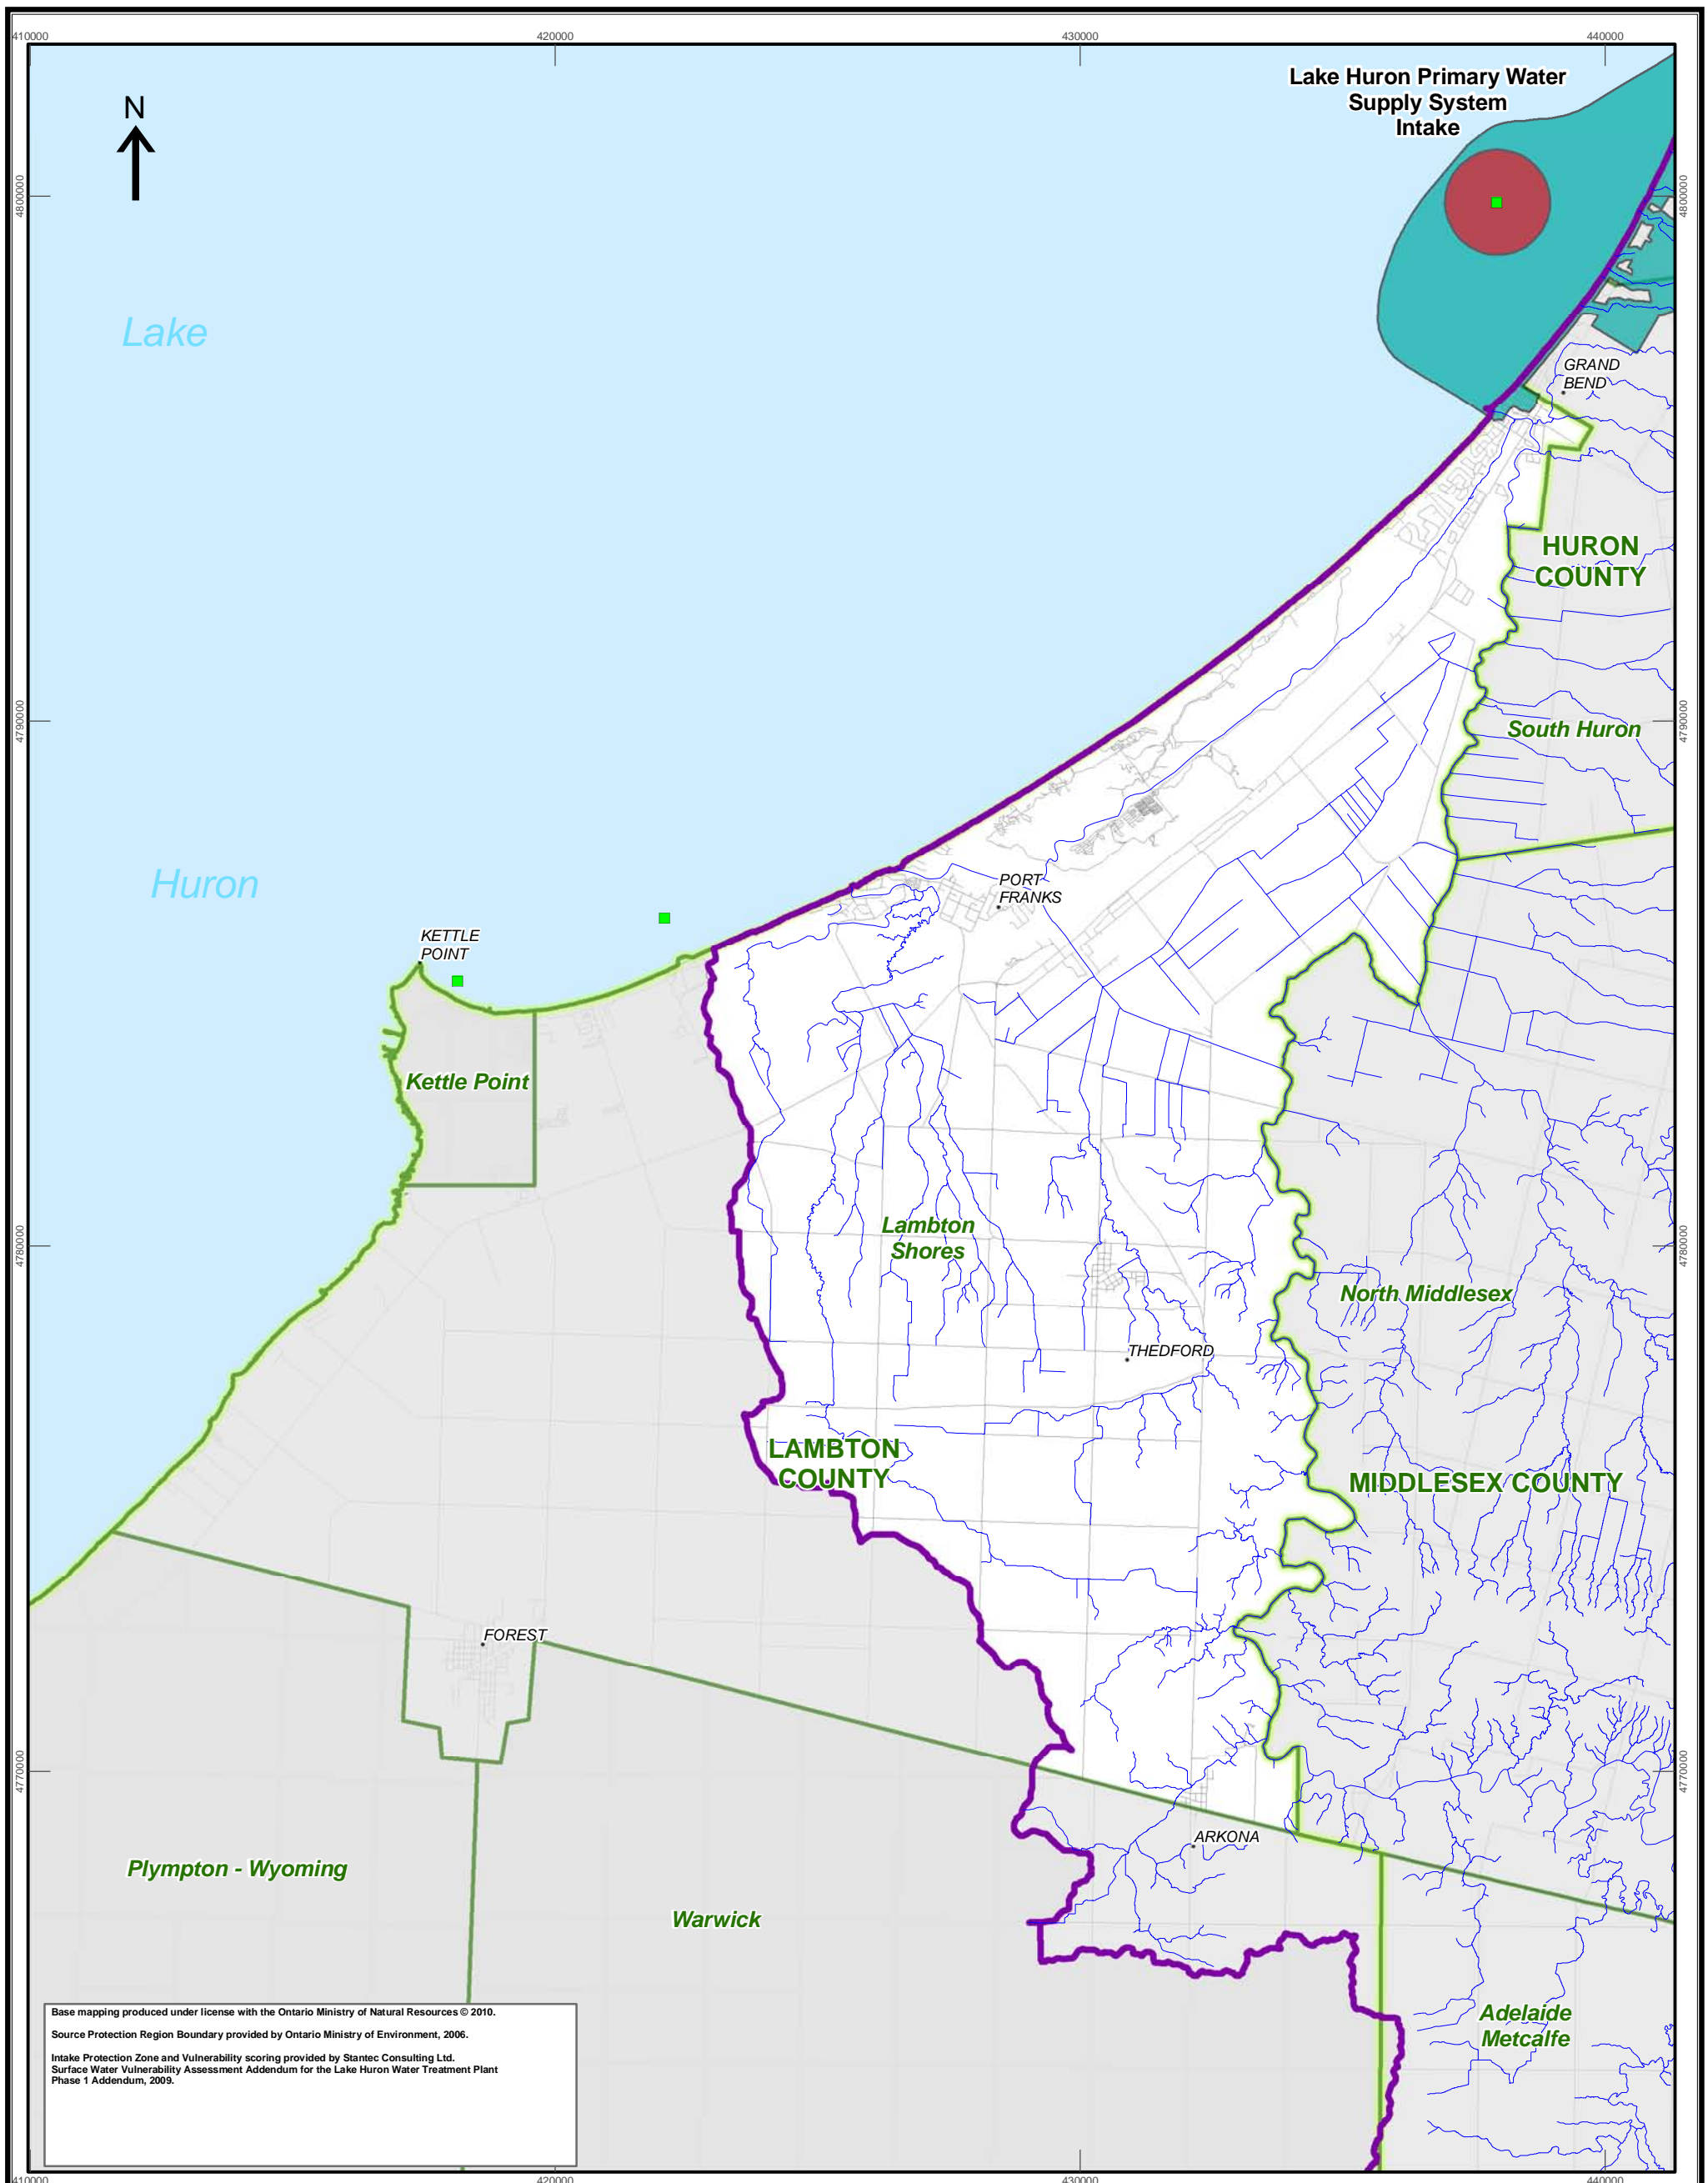 410000
420000
430000
440000
Lake Huron Primary Water
Supply System
Intake
N
4800000
4800000
Lake
GRAND
BEND
HURON
COUNTY
4790000
4790000
South Huron
Huron
PORT
FRANKS
KETTLE
POINT
Kettle Point
Lambton
Shores
4780000
4780000
North Middlesex
THEDFORD
LAMBTON
COUNTY
MIDDLESEX COUNTY
FOREST
4770000
4770000
ARKONA
Plympton - Wyoming
Warwick
Adelaide
Metcalfe
Base mapping produced under license with the Ontario Ministry of Natural Resources © 2010.
Source Protection Region Boundary provided by Ontario Ministry of Environment, 2006.
Intake Protection Zone and Vulnerability scoring provided by Stantec Consulting Ltd.
Surface Water Vulnerability Assessment Addendum for the Lake Huron Water Treatment Plant
Phase 1 Addendum, 2009.
410000
420000
430000
440000